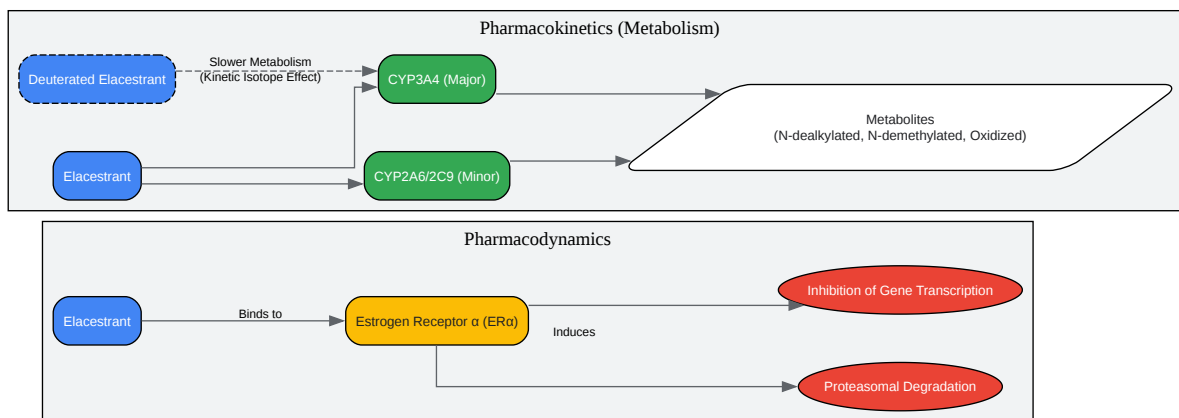 Pharmacokinetics (Metabolism)
Deuterated Elacestrant
Slower Metabolism
(Kinetic Isotope Effect)
CYP3A4 (Major)
Metabolites
(N-dealkylated, N-demethylated, Oxidized)
Elacestrant
CYP2A6/2C9 (Minor)
Pharmacodynamics
Elacestrant
Binds to
Estrogen Receptor α (ERα)
Induces
Inhibition of Gene Transcription
Proteasomal Degradation